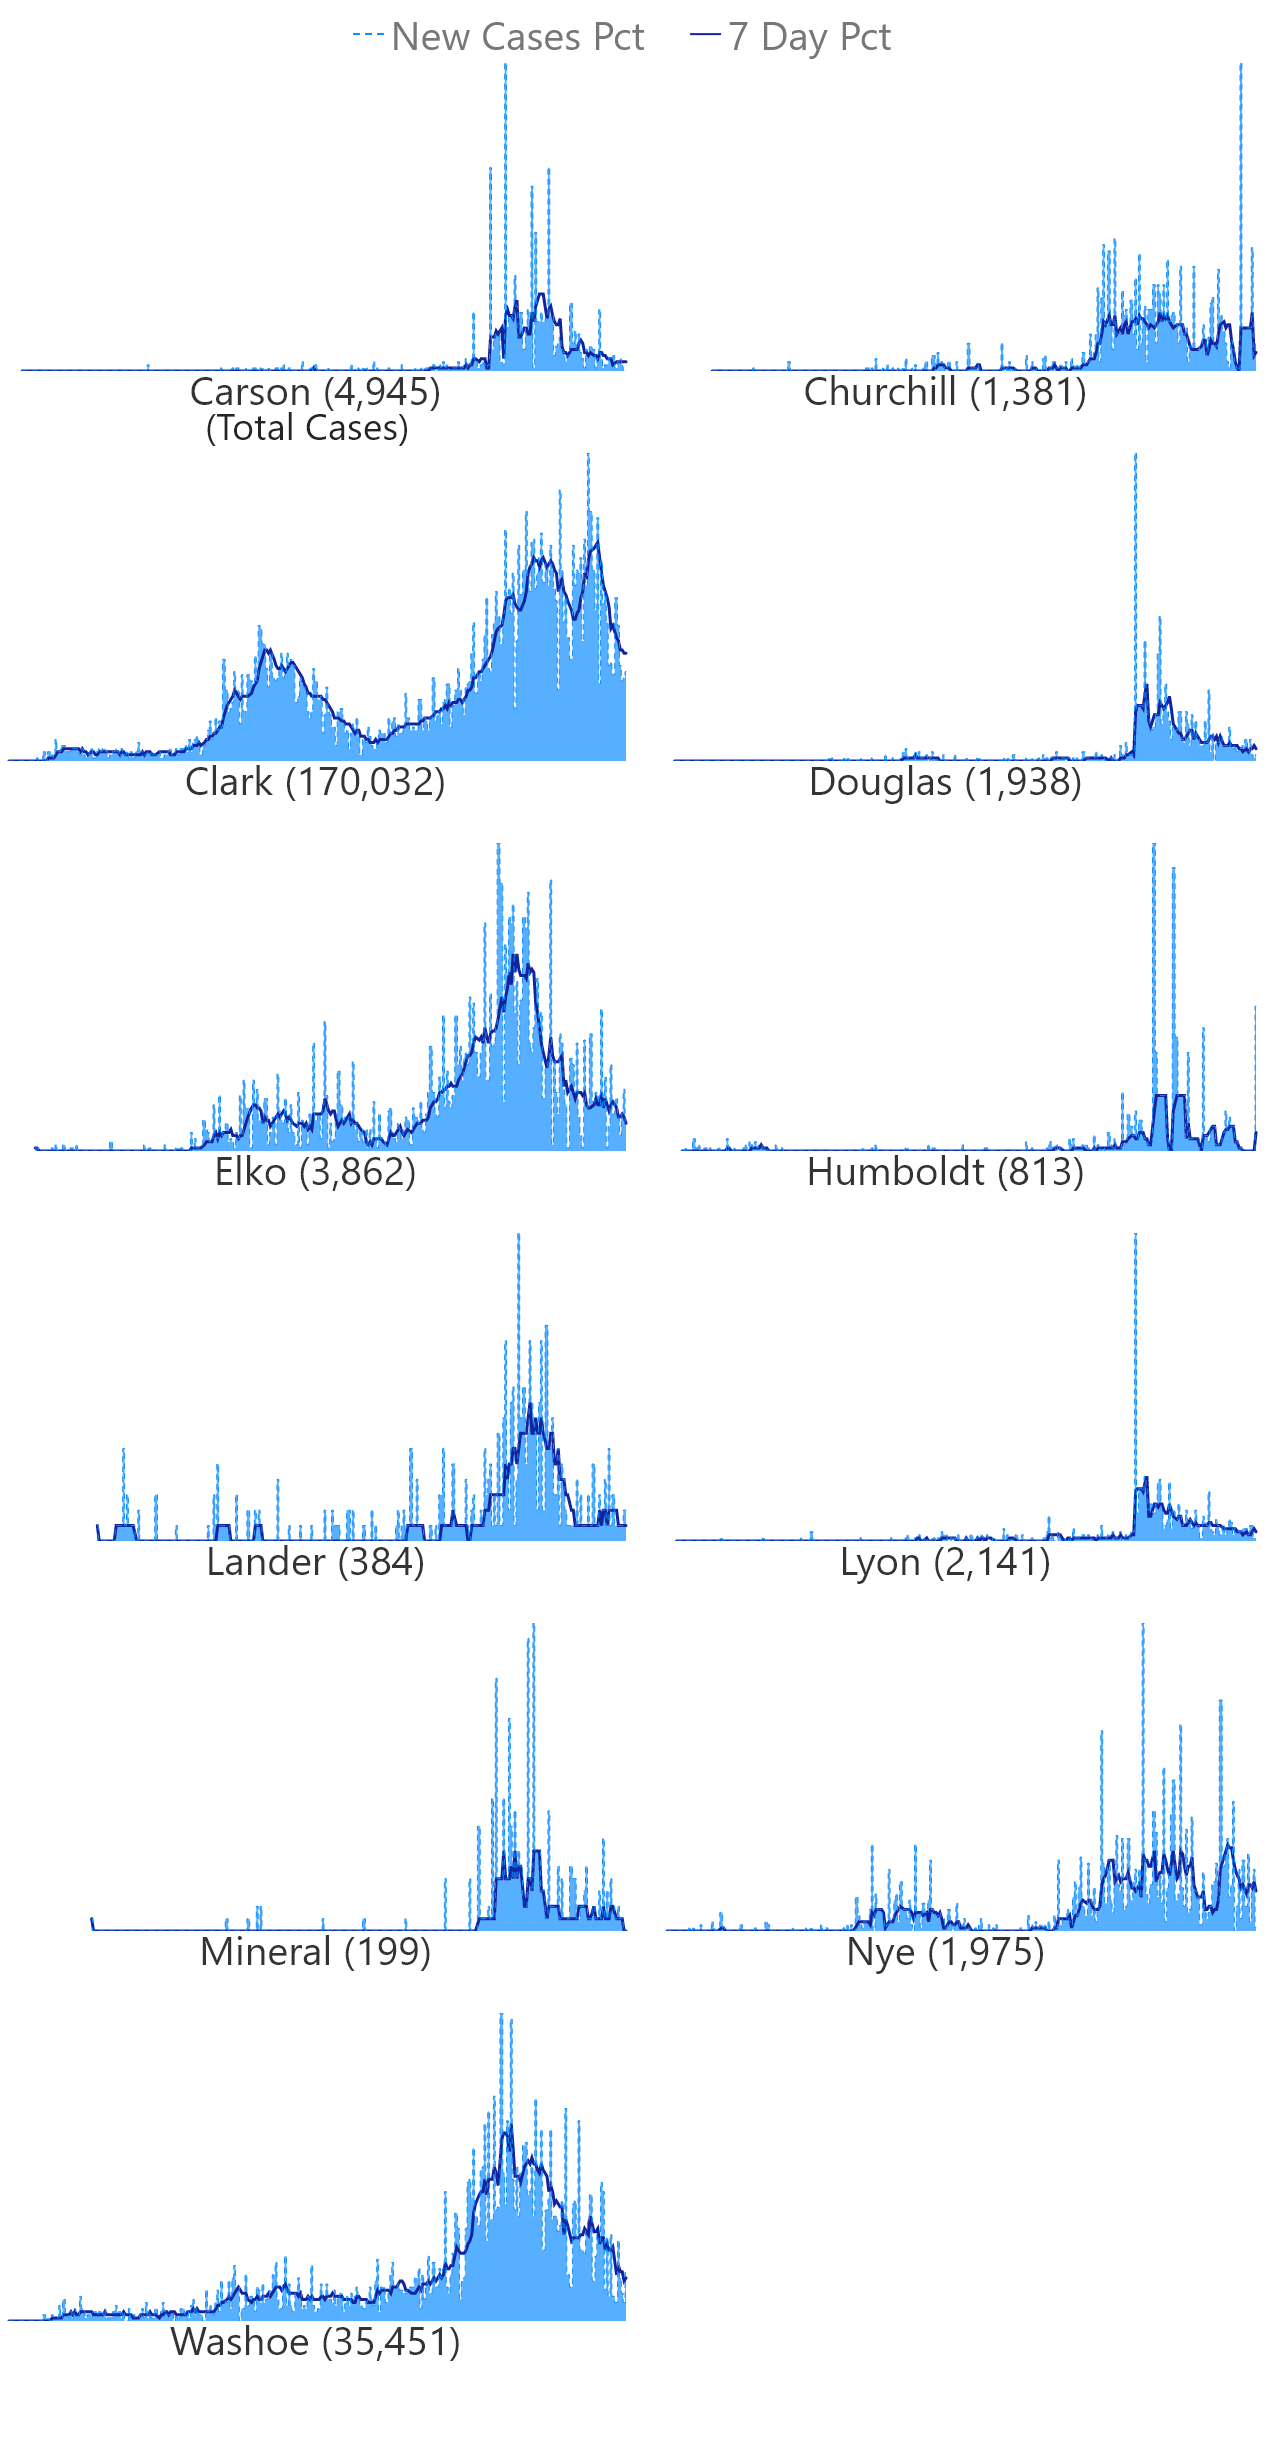 New Cases Pct 7 Day Pct
Carson (4,945) Churchill (1,381)
(Total Cases)
Clark (170,032) Douglas (1,938)
Elko (3,862) Humboldt (813)
Lander (384) Lyon (2,141)
Mineral (199) Nye (1,975)
Washoe (35,451)